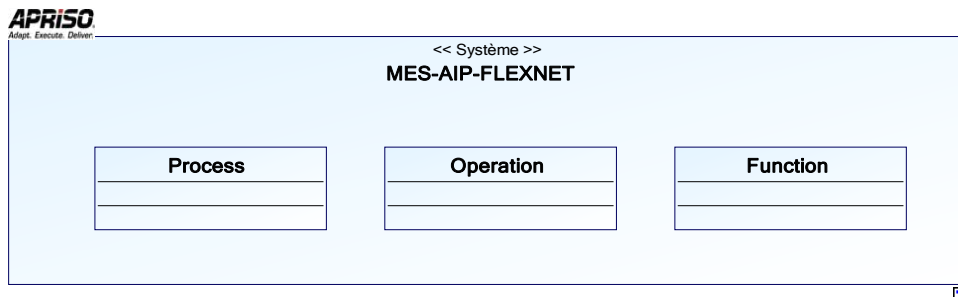 APRISO.
Adapt. Execute. Deliver.
<< Système >>
MES-AIP-FLEXNET
Process
Operation
Function